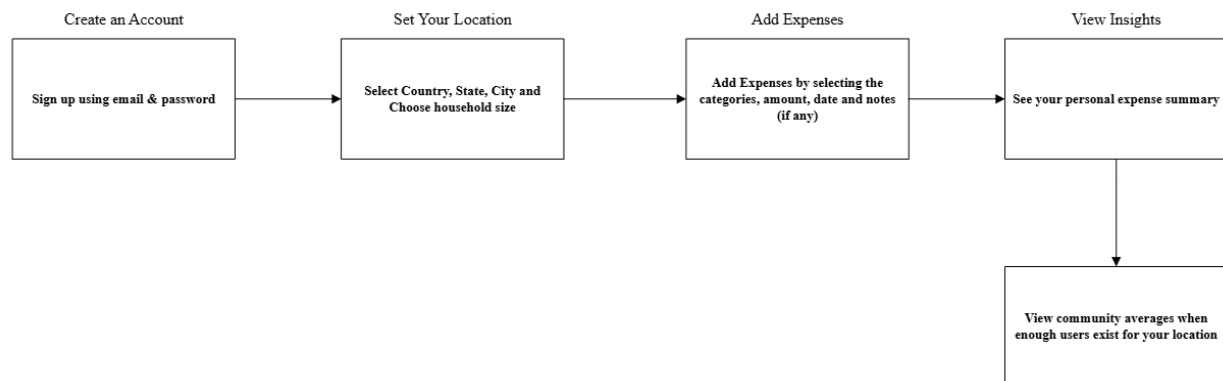 Create an Account
Sign up using email & password
Set Your Location
Select Country, State, City and
Choose household size
Add Expenses
Add Expenses by selecting the
categories, amount, date and notes
(if any)
View Insights
See your personal expense summary
View community averages when
enough users exist for your location